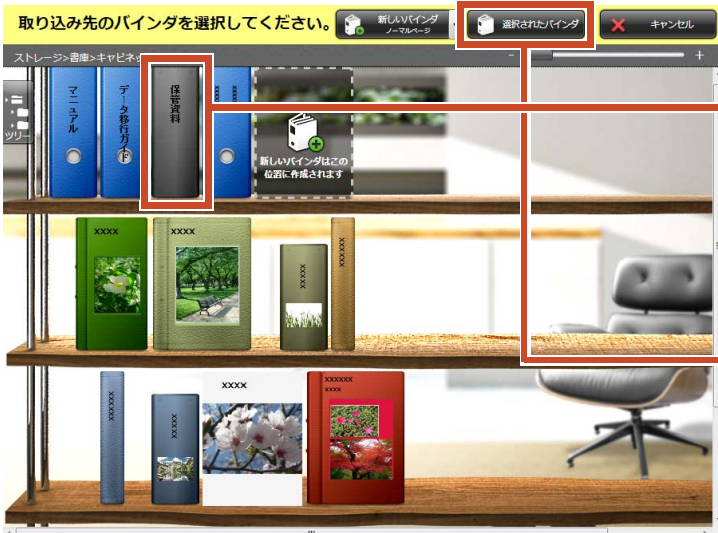 取り込み先のバインダを選択してください。
新しいバインダ
ノーマルページ
選択されたバインダ
キャンセル
ストレージ>書庫>キャビネッ
- +
ツリー
マニュアル
データ移行ガイド
保管資料
xxxxx
xxxxx
新しいバインダはこの
位置に作成されます
xxxx
xxxx
xxxxx
xxxxxx
xxxxxx
xxxxx
xxxx
xxxxxx
xxxx